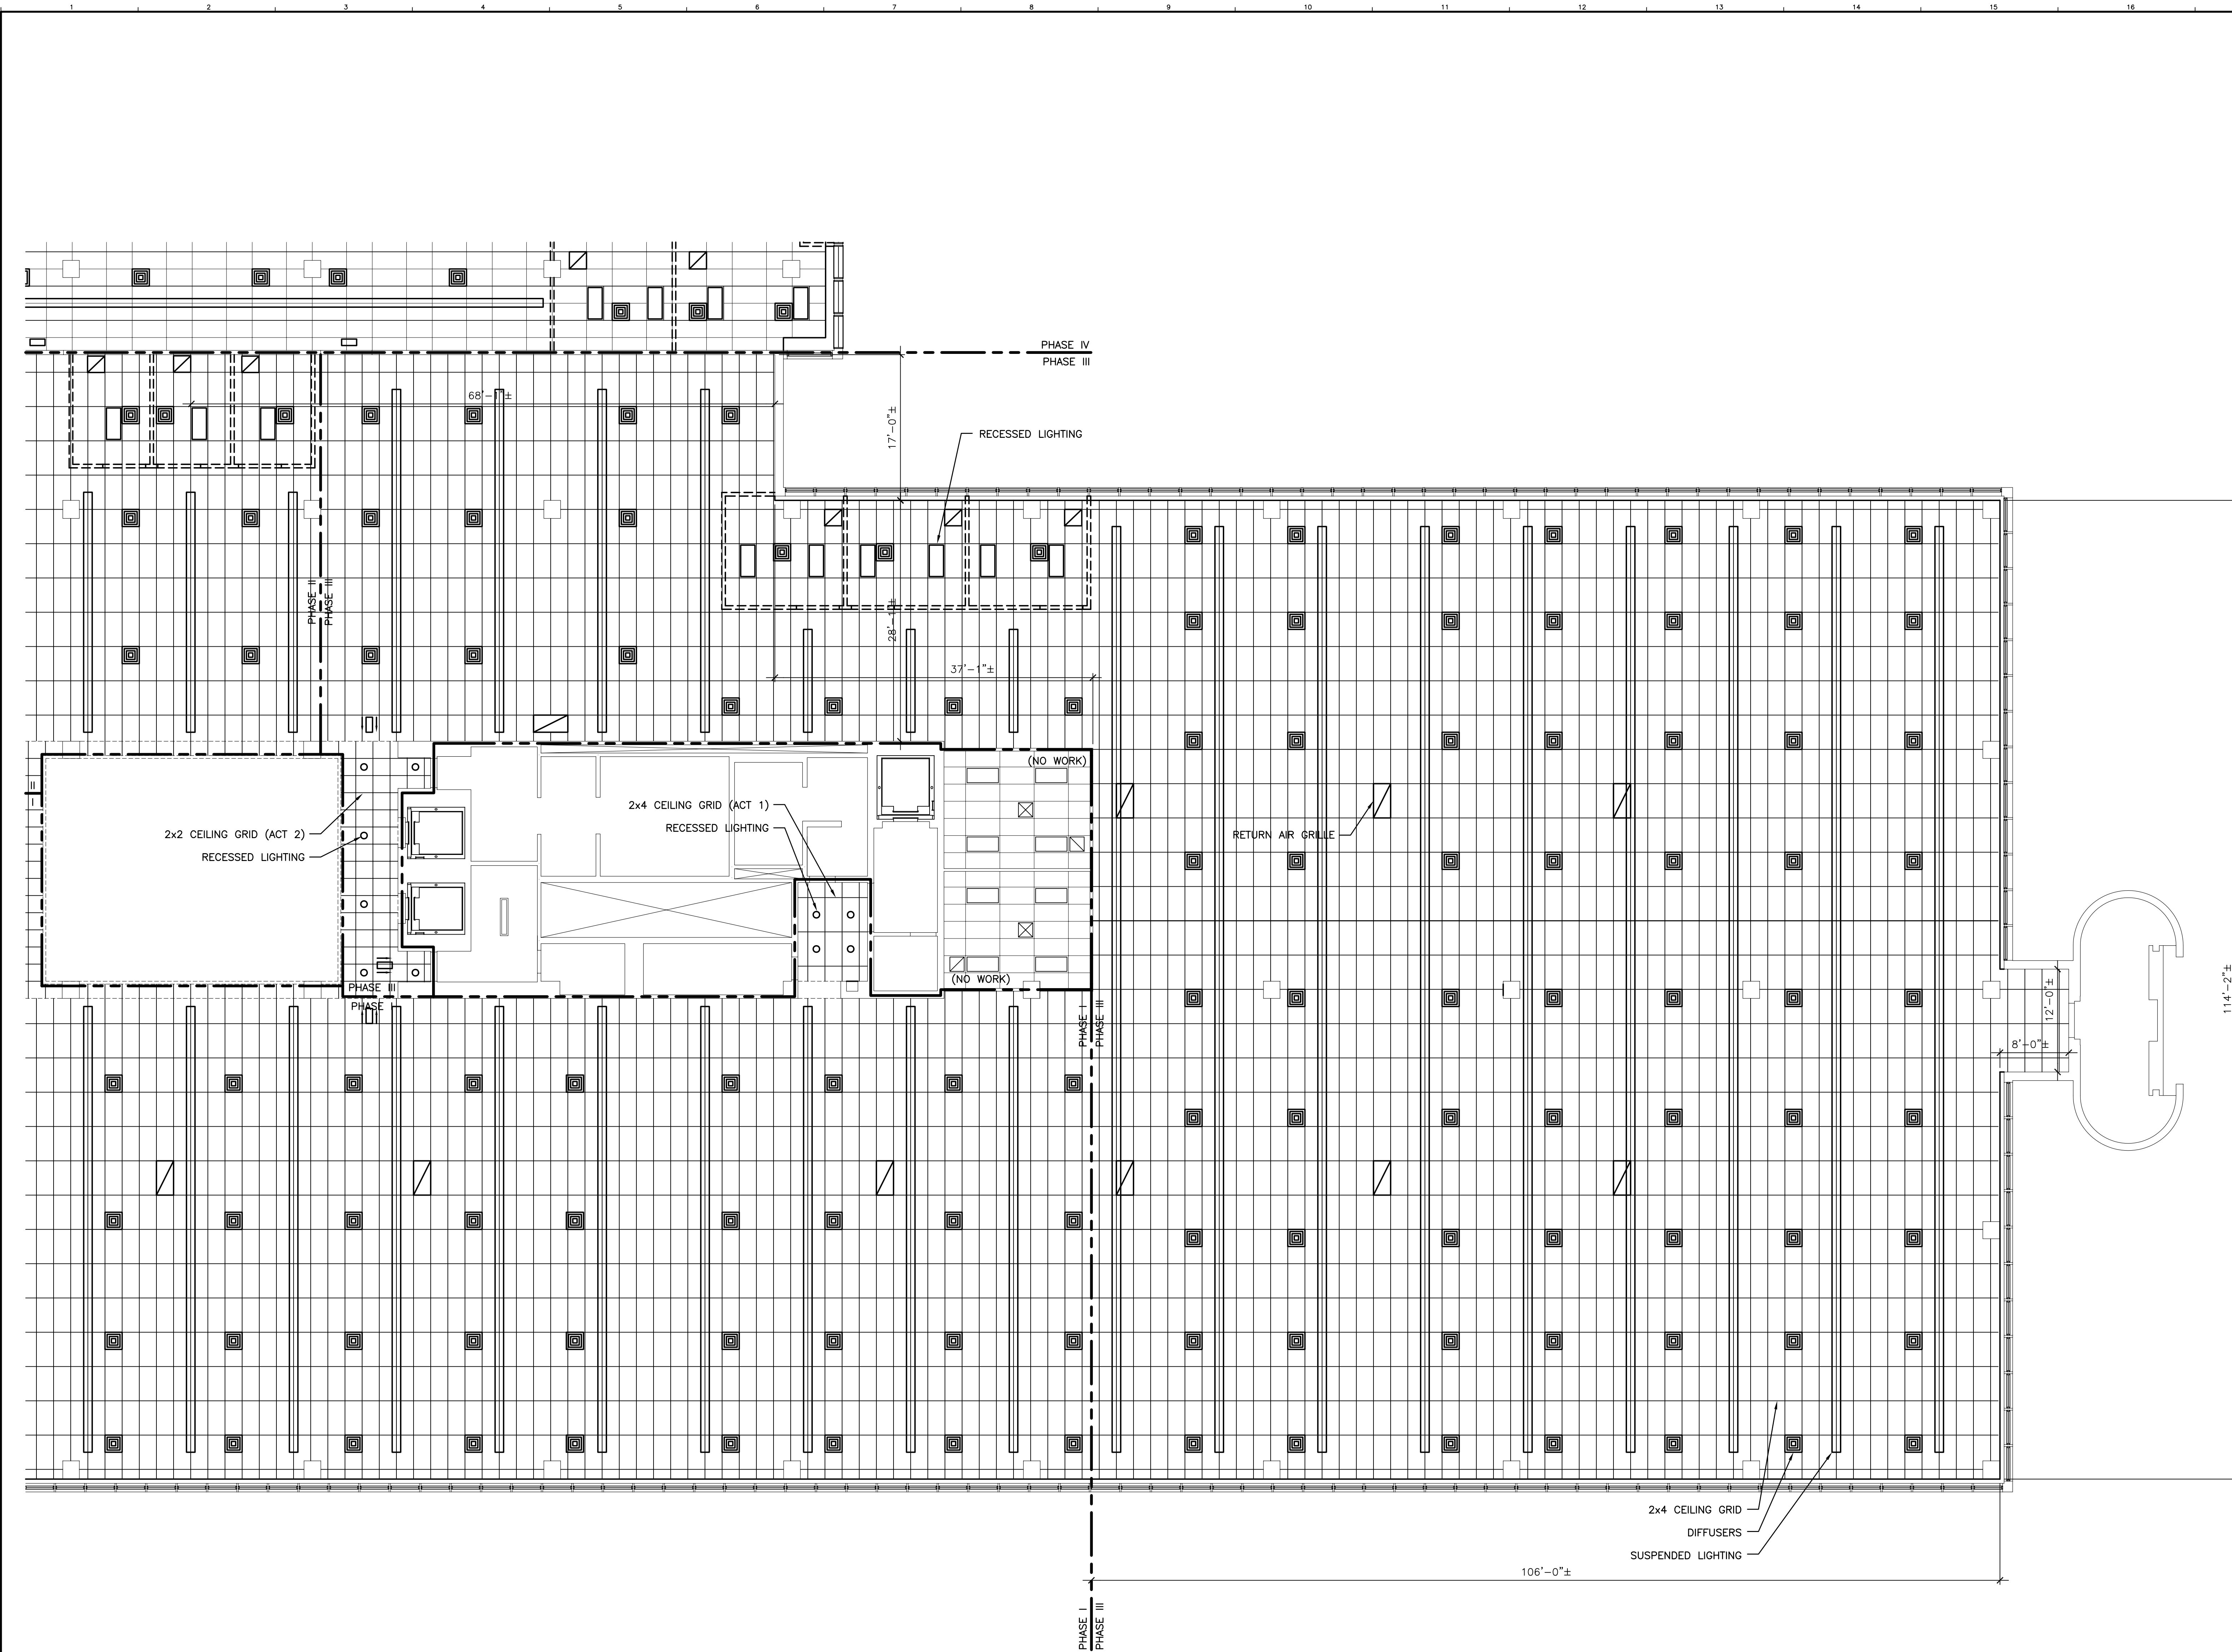 1 2 3 4 5 6 7 8 9 10 11 12 13 14 15 16
PHASE IV
PHASE III
68'-1"±
17'-0"±
RECESSED LIGHTING
PHASE II
PHASE III
28'-1"±
37'-1"±
(NO WORK)
I - II
2x4 CEILING GRID (ACT 1)
RECESSED LIGHTING
2x2 CEILING GRID (ACT 2)
RECESSED LIGHTING
RETURN AIR GRILLE
(NO WORK)
PHASE III
PHASE I
PHASE I
PHASE III
12'-0"±
8'-0"±
114'-2"±
2x4 CEILING GRID
DIFFUSERS
SUSPENDED LIGHTING
106'-0"±
PHASE I
PHASE III